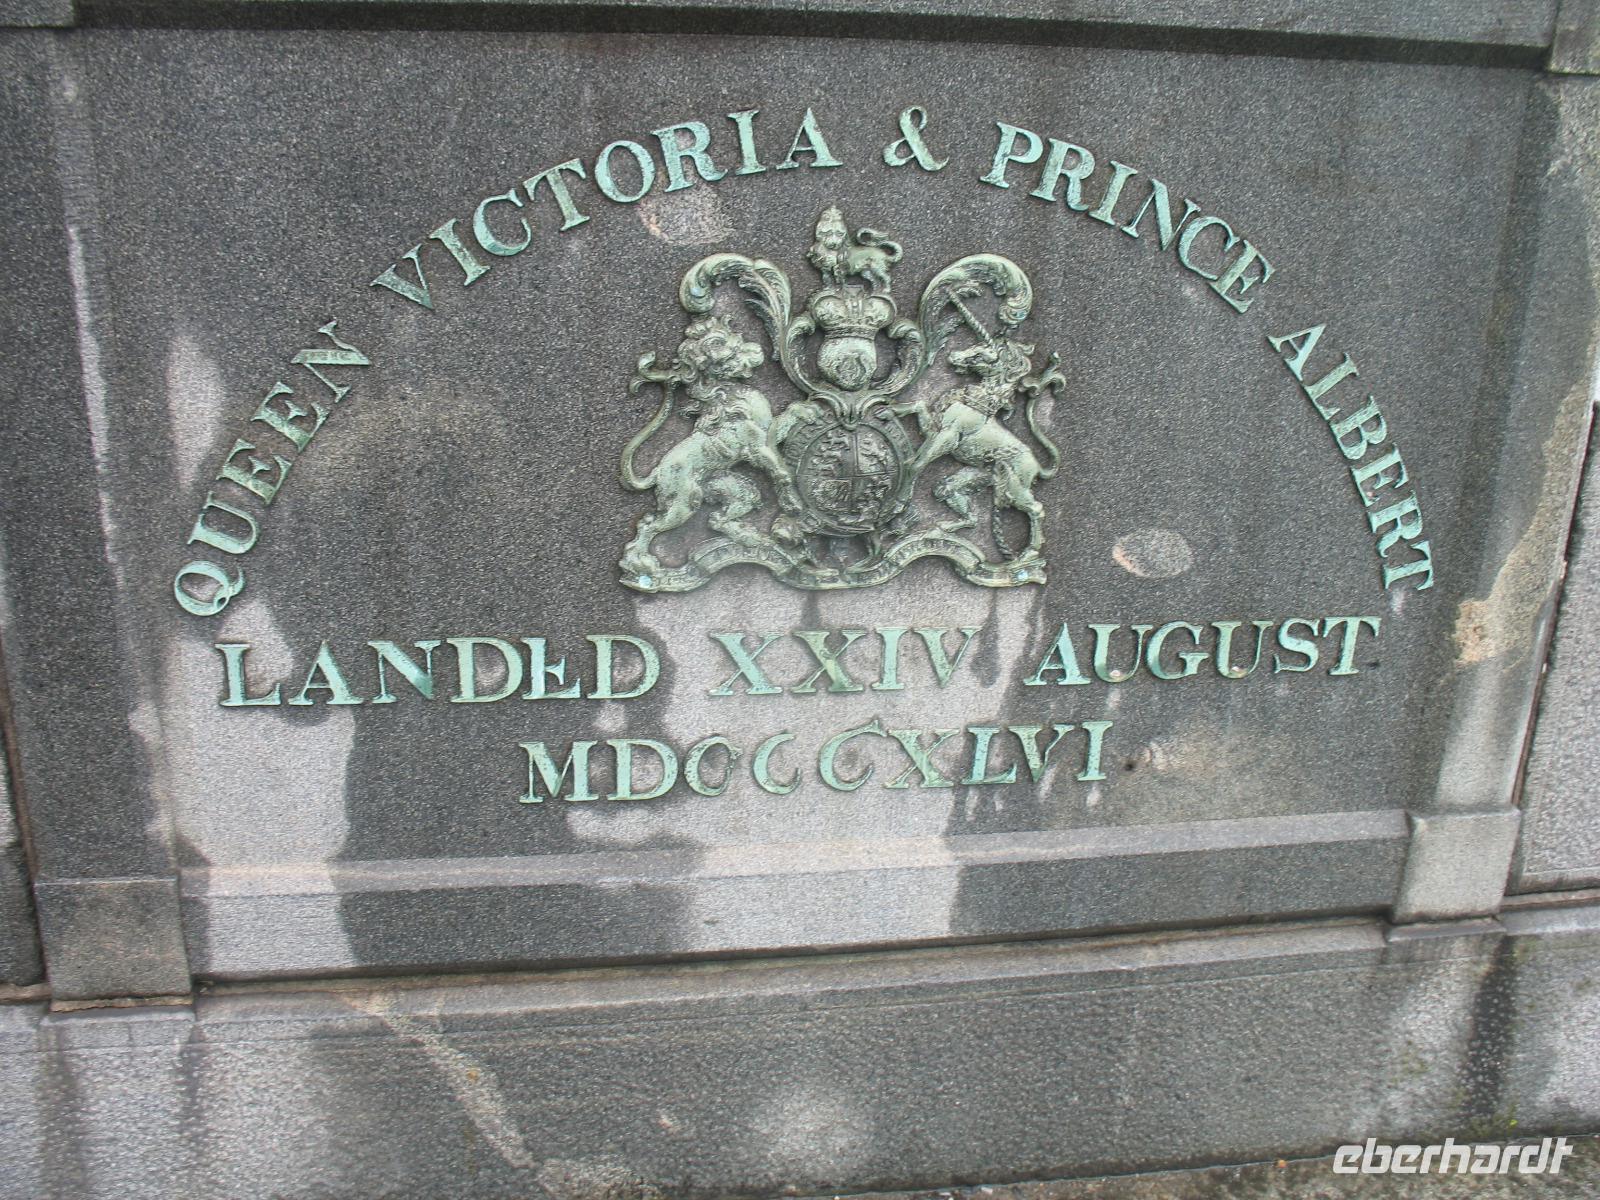 QUEEN VICTORIA & PRINCE ALBERT
LANDED XXIV AUGUST
MDCCCXLVI
eberhardt